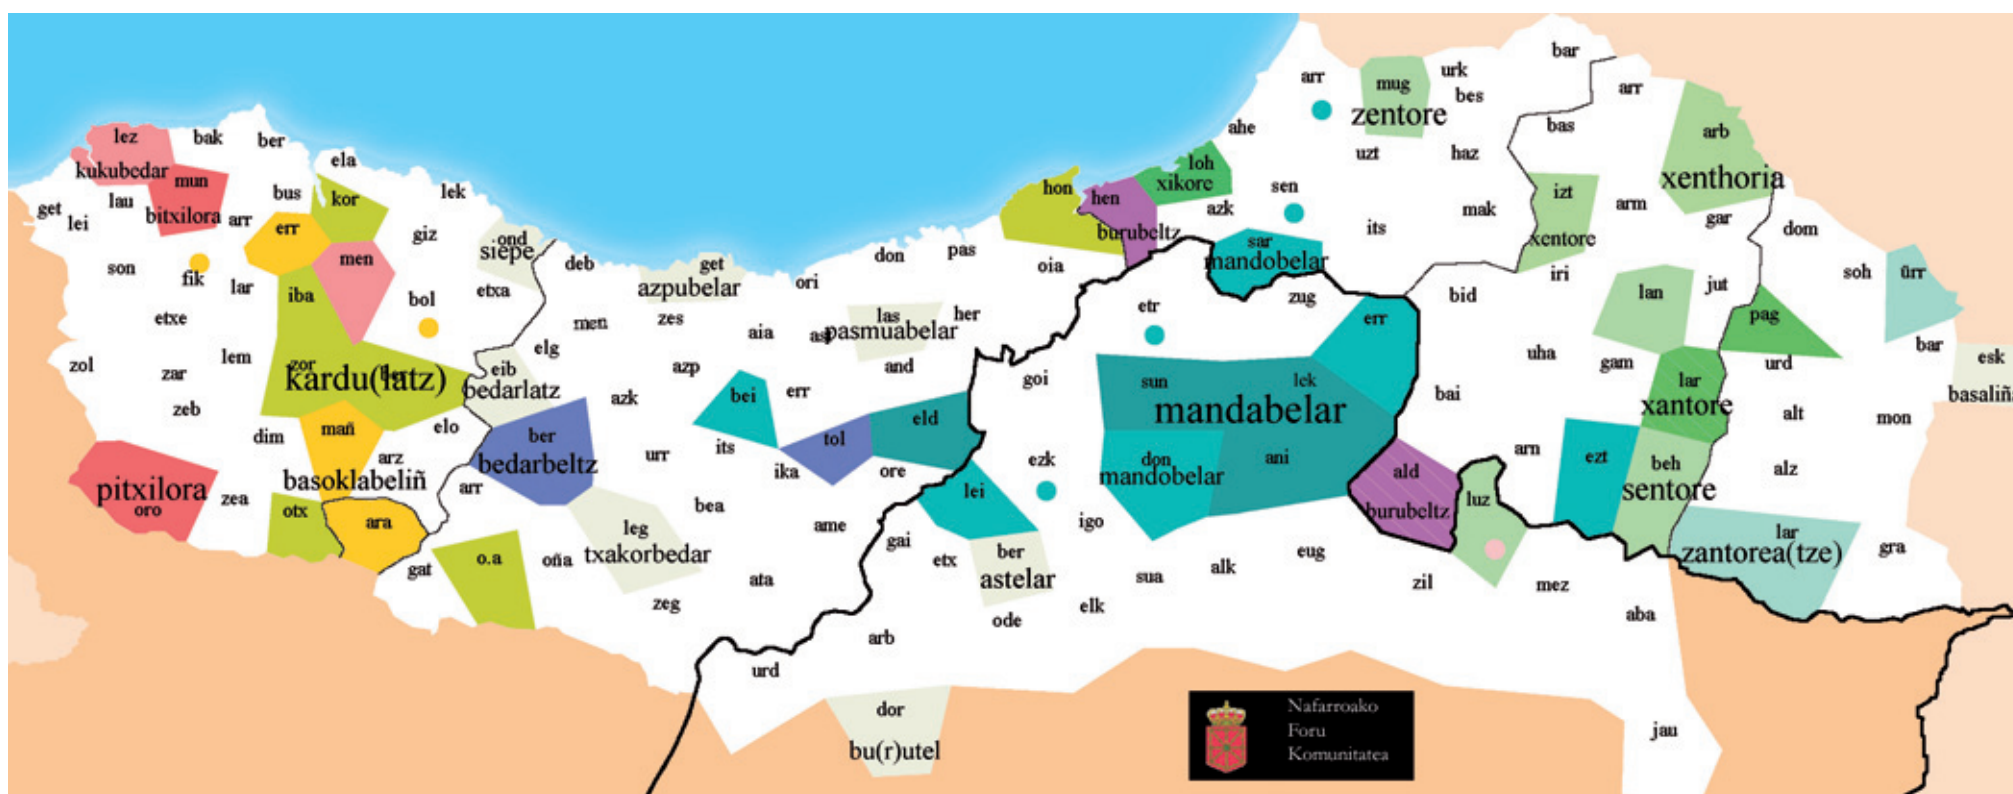 bar
arr
urk
mug
arr
bes
zentore
lez
bak
ber
ahe
bas
arb
kukubedar
ela
uzt
haz
loh
xenthoria
mun
xikore
hon
sen
izt
lek
bus
kor
hen
lau
get
azk
mak
arm
bitxilora
arr
gar
lei
err
giz
burubeltz
its
dom
ond
siepe
sar
xentore
pas
don
mandobelar
men
get
deb
oia
son
fik
iri
jut
soh
ürr
lar
iba
etxa
azpubelar
ori
zug
bid
lan
bol
etr
etxe
men
zes
las
her
err
pag
aia
pasmuabelar
bar
elg
lem
uha
esk
zol
zar
zor
eib
azp
and
gam
urd
kardu(latz)
bedarlatz
goi
sun
lek
lar
basaliñ
bei
err
bai
zeb
azk
mandabelar
xantore
alt
mon
mañ
elo
eld
dim
ber
tol
its
arn
arz
urr
bedarbeltz
ezk
don
ani
ezt
beh
alz
basoklabeliñ
ika
ore
mandobelar
ald
pitxilora
arr
lei
sentore
oro
zea
otx
bea
burubeltz
luz
ara
leg
ame
igo
lar
txakorbedar
gai
zantorea(tze)
gra
o.a
oña
etx
ber
eug
gat
astelar
sua
alk
ata
zil
mez
zeg
elk
ode
aba
arb
urd
dor
jau
bu(r)utel
Nafarroako
Foru
Komunitatea